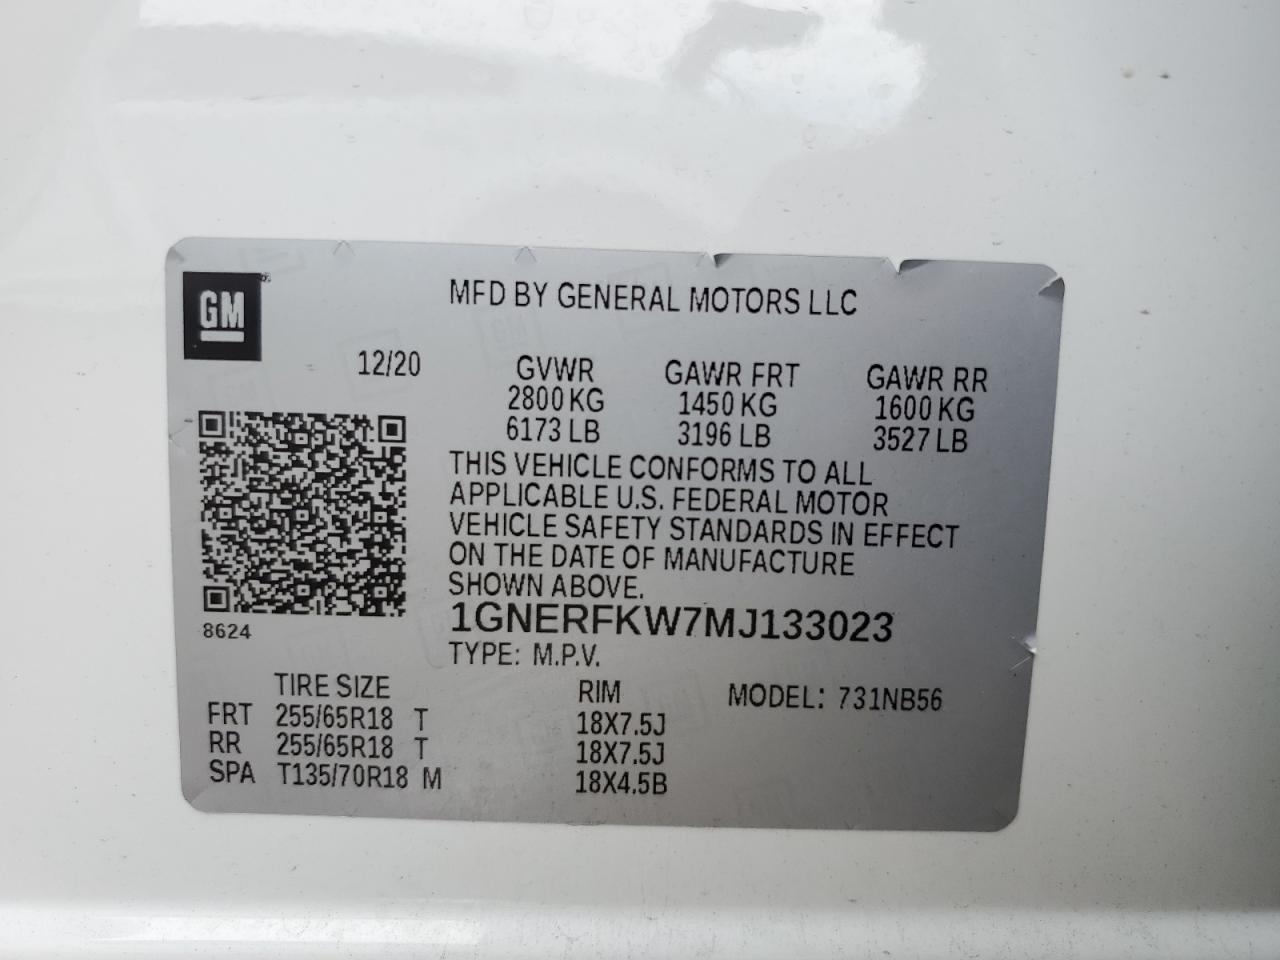 GM
MFD BY GENERAL MOTORS LLC
12/20 GVWR GAWR FRT GAWR RR
2800 KG 1450 KG 1600 KG
6173 LB 3196 LB 3527 LB
THIS VEHICLE CONFORMS TO ALL
APPLICABLE U.S. FEDERAL MOTOR
VEHICLE SAFETY STANDARDS IN EFFECT
ON THE DATE OF MANUFACTURE
SHOWN ABOVE.
8624
1GNERFKW7MJ133023
TYPE: M.P.V.
TIRE SIZE RIM MODEL: 731NB56
FRT 255/65R18 T 18X7.5J
RR 255/65R18 T 18X7.5J
SPA T135/70R18 M 18X4.5B